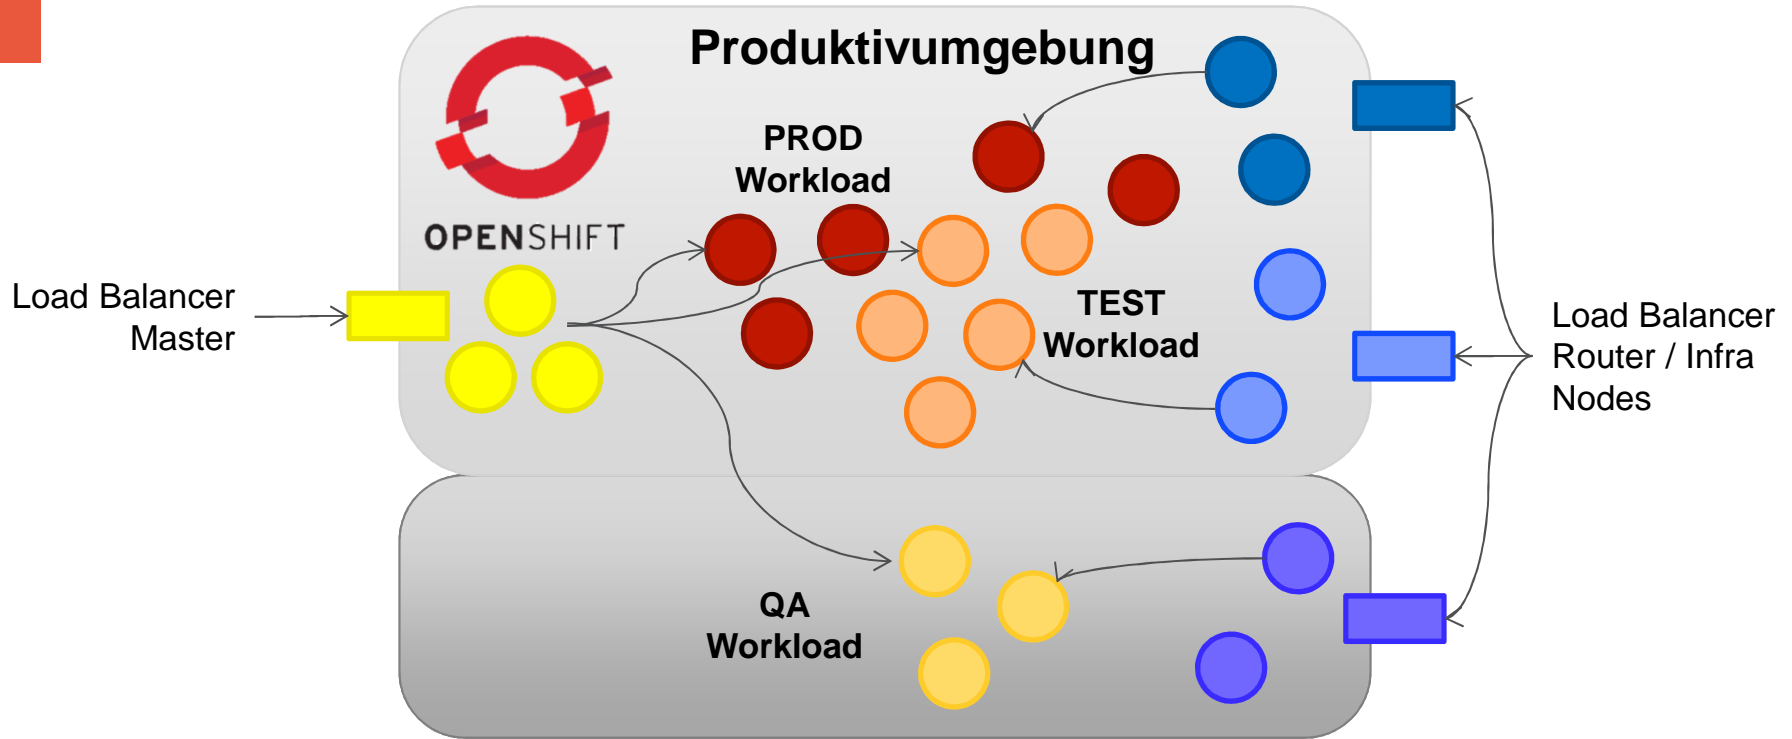 Produktivumgebung
PROD
Workload
OPENSHIFT
Load Balancer
Master
TEST
Workload
Load Balancer
Router / Infra
Nodes
QA
Workload